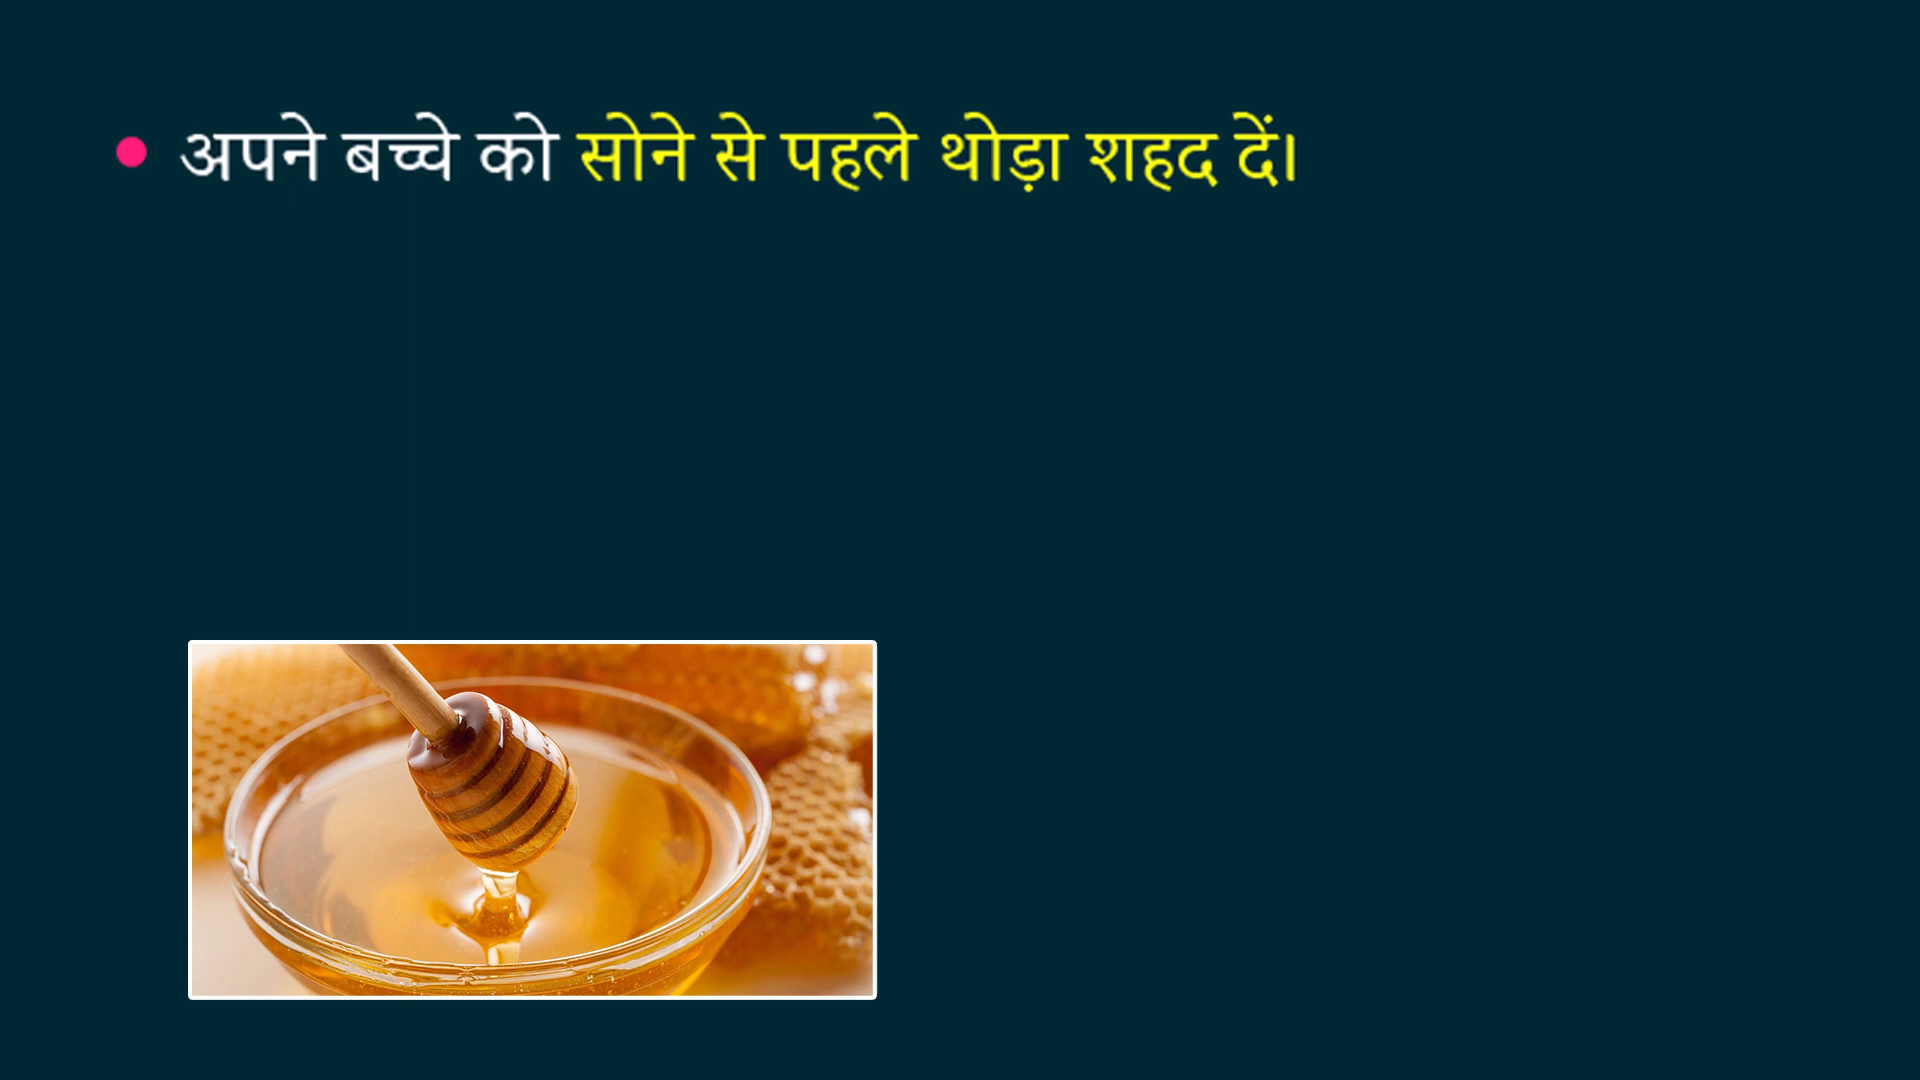 अपने बच्चे को सोने से पहले थोड़ा शहद दें।